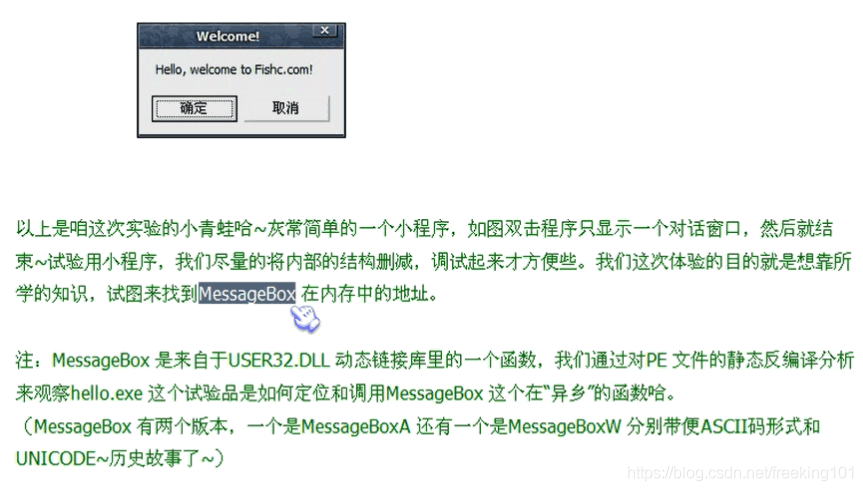 Welcome!
Hello, welcome to Fishc.com!
确定 取消
以上是咱这次实验的小青蛙哈~灰常简单的一个小程序，如图双击程序只显示一个对话窗口，然后就结
束~试验用小程序，我们尽量的将内部的结构删减，调试起来才方便些。我们这次体验的目的就是想靠所
学的知识，试图来找到MessageBox 在内存中的地址。
注：MessageBox 是来自于USER32.DLL 动态链接库里的一个函数，我们通过对PE 文件的静态反编译分析
来观察hello.exe 这个试验品是如何定位和调用MessageBox 这个在“异乡”的函数哈。
（MessageBox 有两个版本，一个是MessageBoxA 还有一个是MessageBoxW 分别带便ASCII码形式和
UNICODE~历史故事了~）
https://blog.csdn.net/freeking101